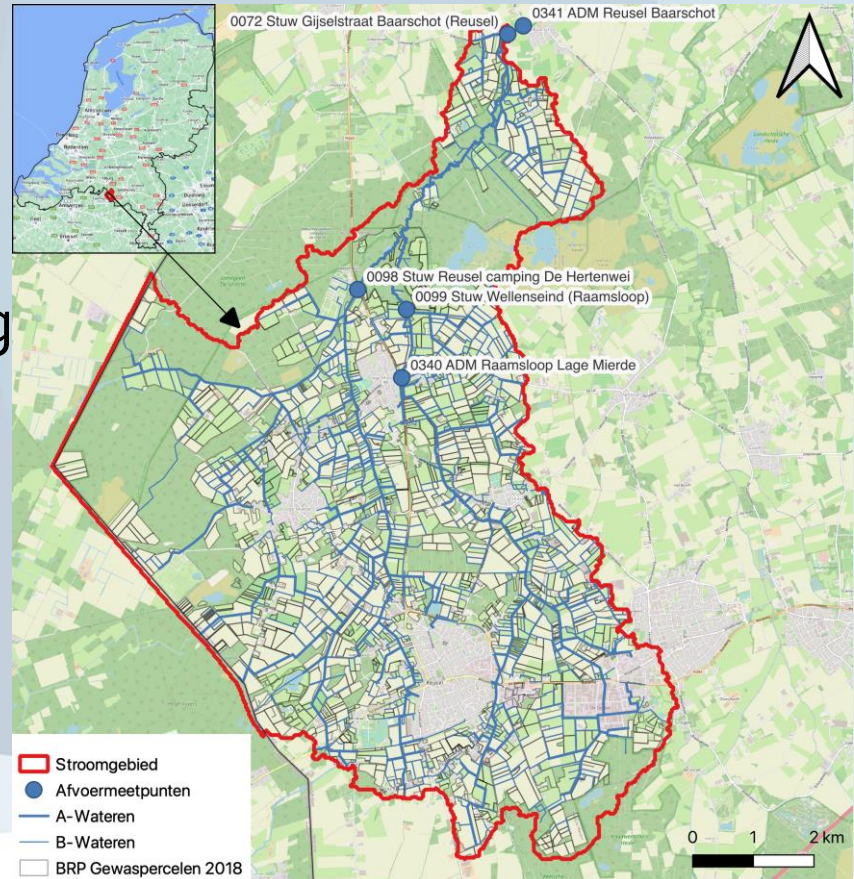 0072 Stuw Gijselstraat Baarschot (Reusel)
0341 ADM Reusel Baarschot
0098 Stuw Reusel camping De Hertenwei
0099 Stuw Wellenseind (Raamsloop)
0340 ADM Raamsloop Lage Mierde
g
Reusel
Stroomgebied
Afvoermeetpunten
A-Wateren
B-Wateren
BRP Gewaspercelen 2018
0 1 2 km